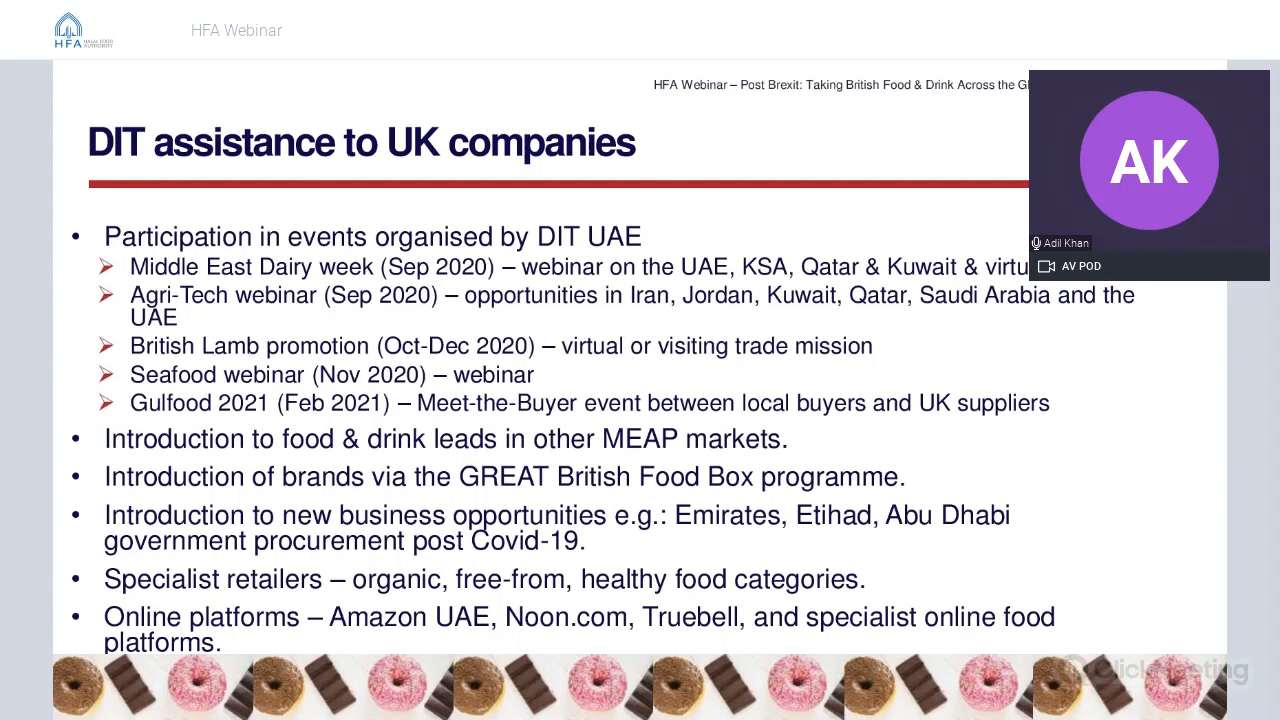 HFA HALAL FOOD AUTHORITY
HFA Webinar
HFA Webinar – Post Brexit: Taking British Food & Drink Across the
DIT assistance to UK companies
AK
Adil Khan
AV POD
• Participation in events organised by DIT UAE
➢ Middle East Dairy week (Sep 2020) – webinar on the UAE, KSA, Qatar & Kuwait &
➢ Agri-Tech webinar (Sep 2020) – opportunities in Iran, Jordan, Kuwait, Qatar, Saudi Arabia and the
UAE
➢ British Lamb promotion (Oct-Dec 2020) – virtual or visiting trade mission
➢ Seafood webinar (Nov 2020) – webinar
➢ Gulfood 2021 (Feb 2021) – Meet-the-Buyer event between local buyers and UK suppliers
• Introduction to food & drink leads in other MEAP markets.
• Introduction of brands via the GREAT British Food Box programme.
• Introduction to new business opportunities e.g.: Emirates, Etihad, Abu Dhabi
government procurement post Covid-19.
• Specialist retailers – organic, free-from, healthy food categories.
• Online platforms – Amazon UAE, Noon.com, Truebell, and specialist online food
platforms.
ClickMeeting